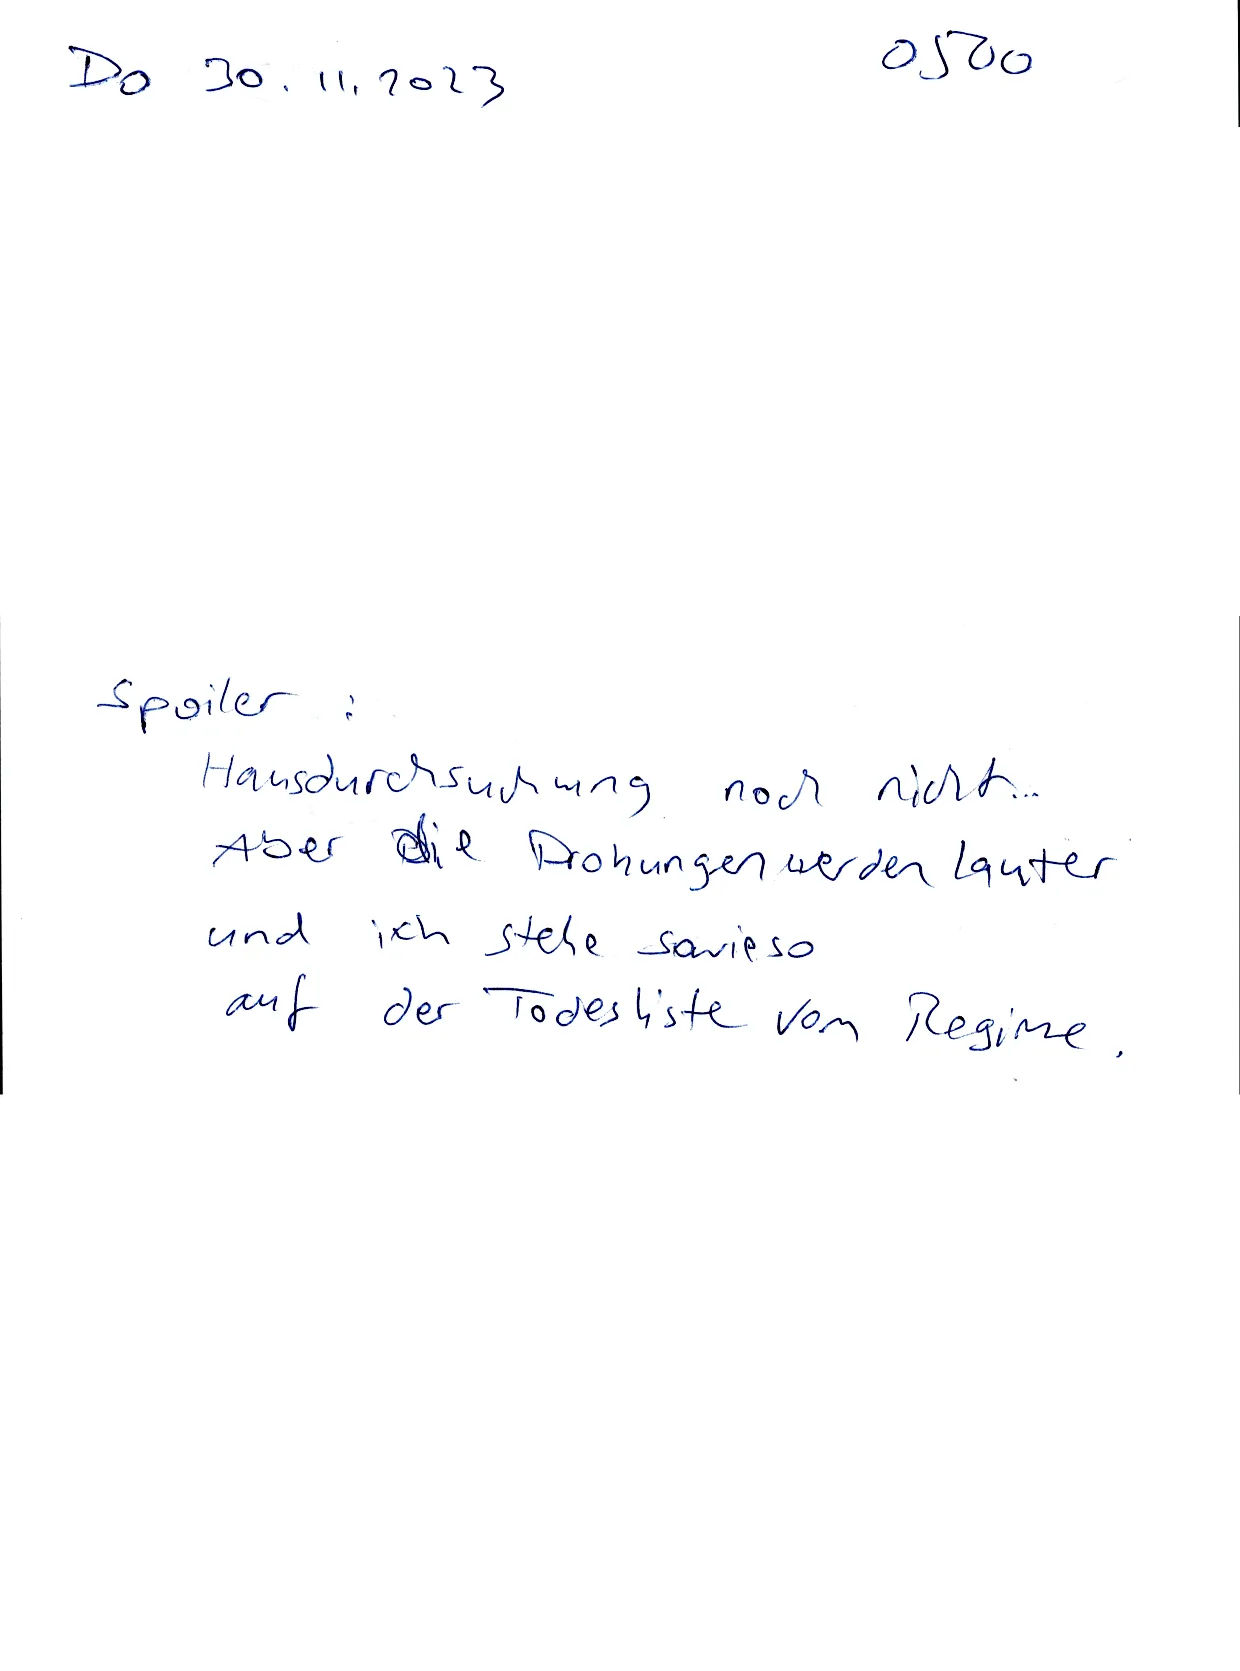 Do 30.11.2023 0500
Spoiler :
Hausdurchsuchung noch nicht...
Aber die Drohungen werden lauter
und ich stehe sowieso
auf der Todesliste vom Regime.